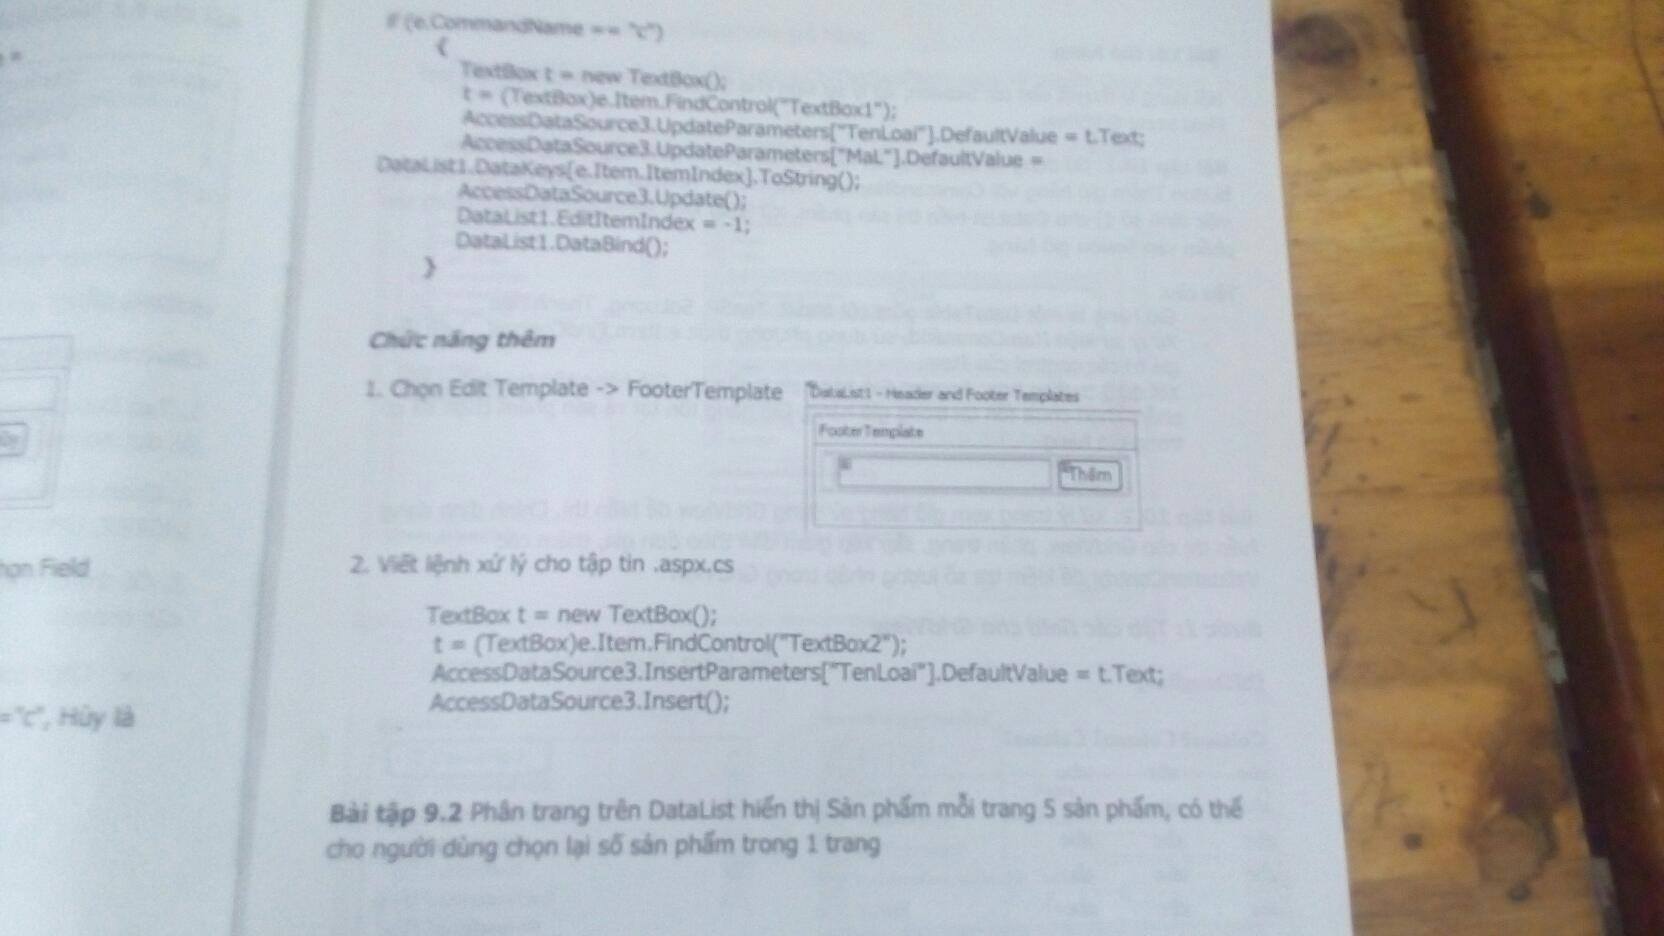 if (e.CommandName == "c")
{
TextBox t = new TextBox();
t = (TextBox)e.Item.FindControl("TextBox1");
AccessDataSource3.UpdateParameters["TenLoai"].DefaultValue = t.Text;
AccessDataSource3.UpdateParameters["MaL"].DefaultValue =
DataList1.DataKeys[e.Item.ItemIndex].ToString();
AccessDataSource3.Update();
DataList1.EditItemIndex = -1;
DataList1.DataBind();
}
Chức năng thêm
1. Chọn Edit Template -> FooterTemplate
DataList1 - Header and Footer Templates
FooterTemplate
Thêm
họn Field
2. Viết lệnh xử lý cho tập tin .aspx.cs
TextBox t = new TextBox();
t = (TextBox)e.Item.FindControl("TextBox2");
AccessDataSource3.InsertParameters["TenLoai"].DefaultValue = t.Text;
AccessDataSource3.Insert();
="c", Hủy là
Bài tập 9.2 Phân trang trên DataList hiển thị Sản phẩm mỗi trang 5 sản phẩm, có thể
cho người dùng chọn lại số sản phẩm trong 1 trang